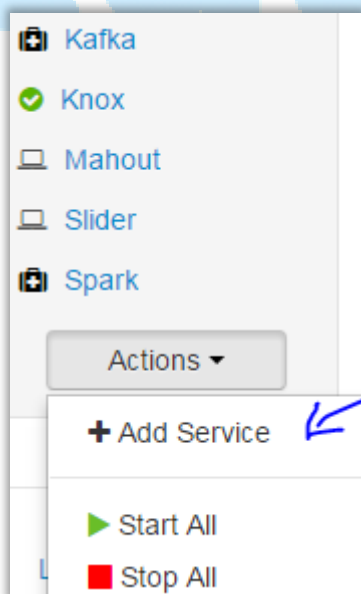 Kafka
Knox
Mahout
Slider
Spark
Actions
Add Service
Start All
Stop All